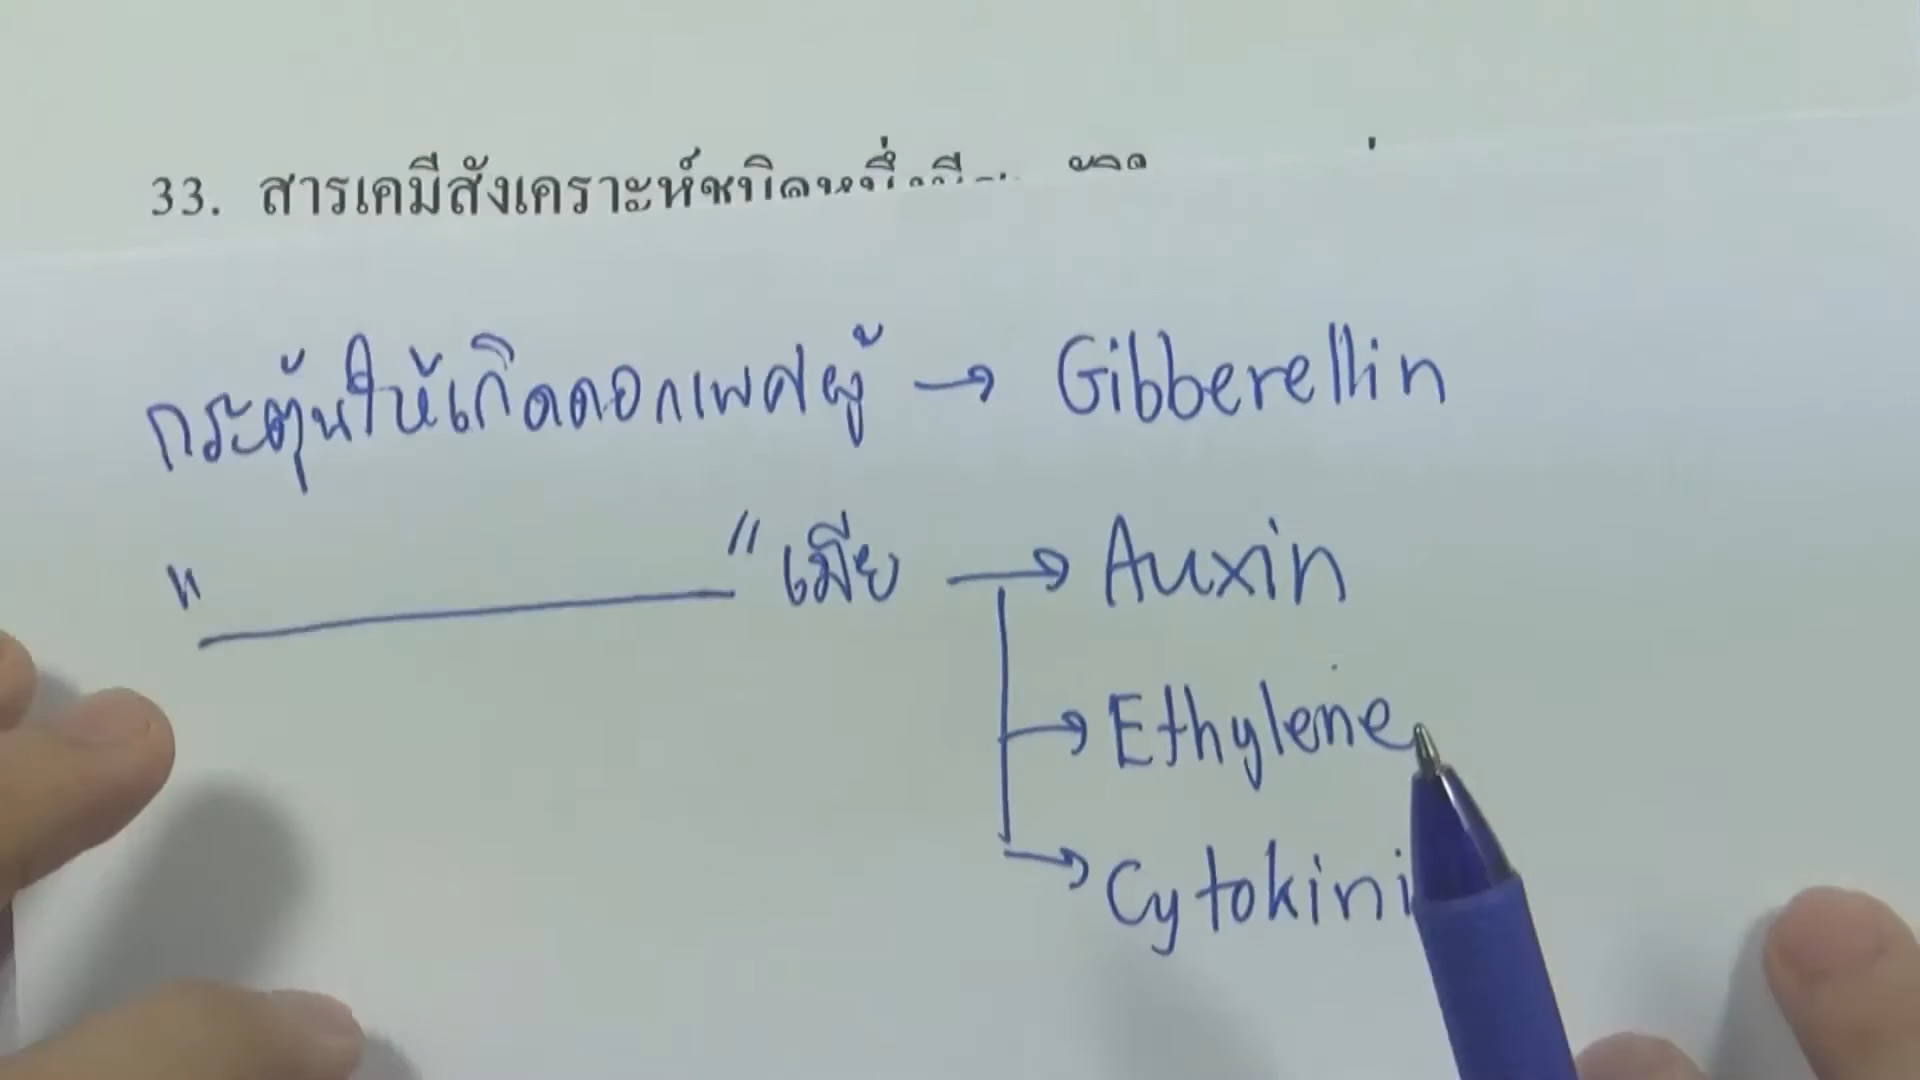 33. สารเคมีสังเคราะห์ชนิดหนึ่ง
กระตุ้นให้เกิดดอกเพศผู้ → Gibberellin
"__________" เมีย → Auxin
→ Ethylene
→ Cytokini